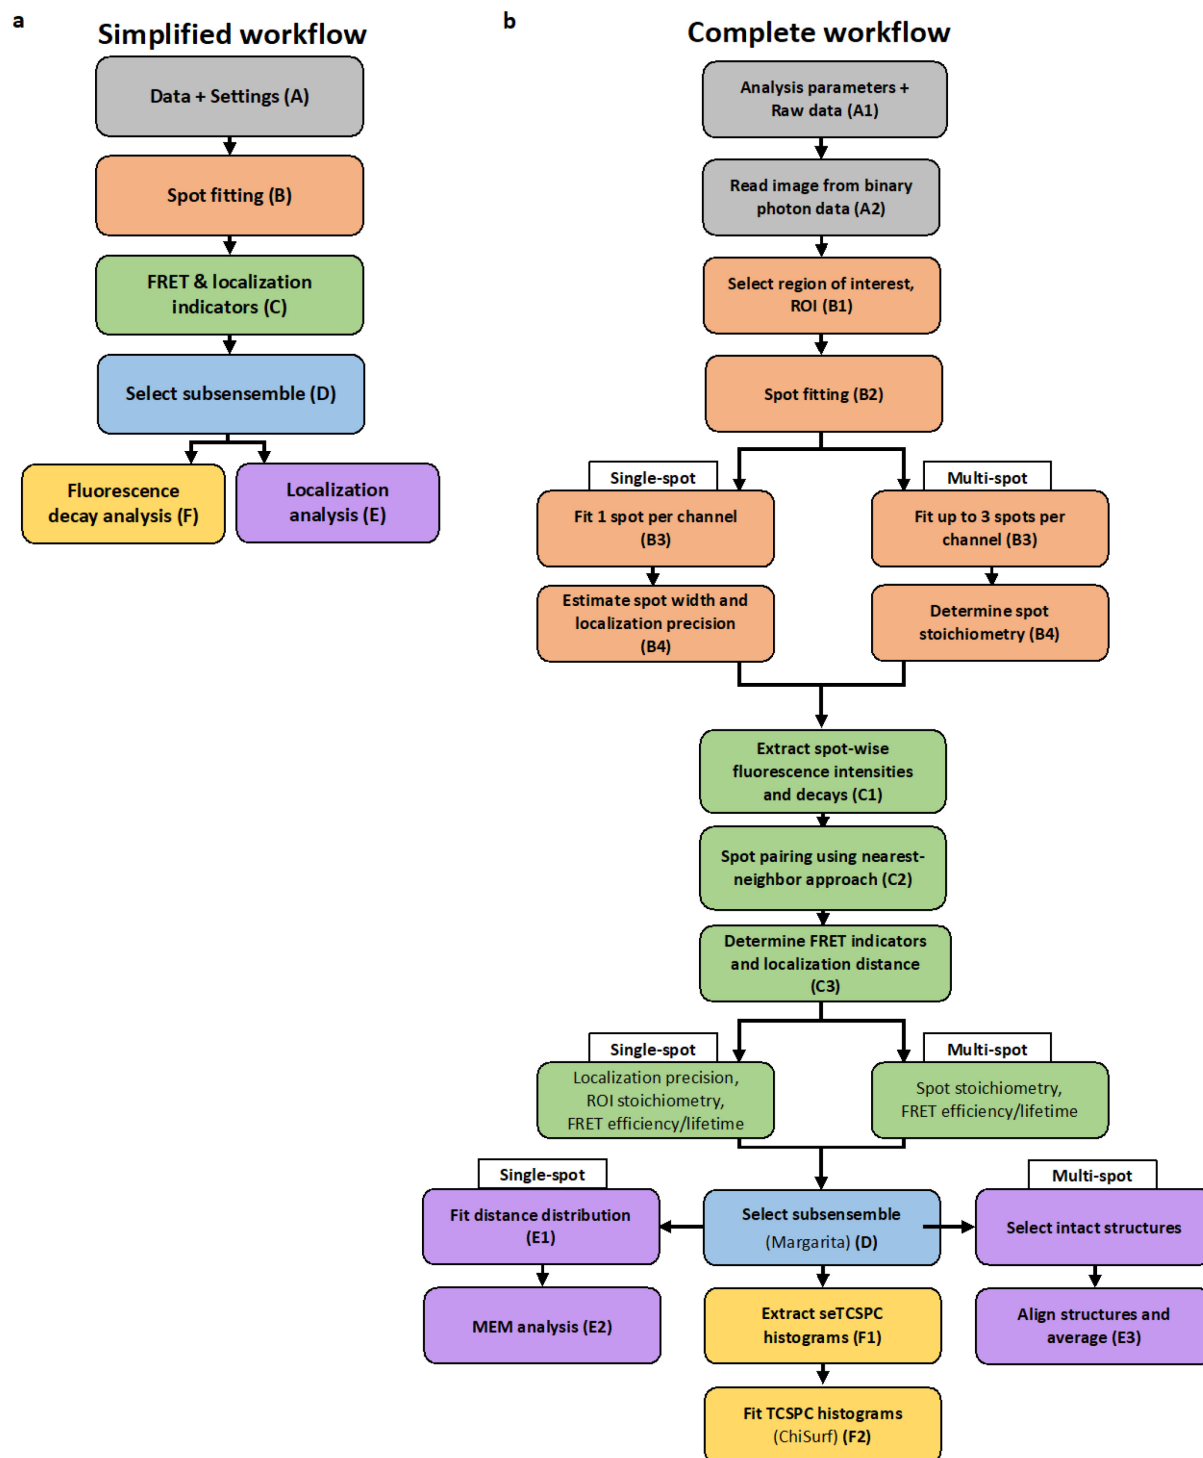 a
Simplified workflow
Data + Settings (A)
Spot fitting (B)
FRET & localization
indicators (C)
Select subsensemble (D)
Fluorescence
decay analysis (F)
Localization
analysis (E)
b
Complete workflow
Analysis parameters +
Raw data (A1)
Read image from binary
photon data (A2)
Select region of interest,
ROI (B1)
Spot fitting (B2)
Single-spot
Fit 1 spot per channel
(B3)
Estimate spot width and
localization precision
(B4)
Multi-spot
Fit up to 3 spots per
channel (B3)
Determine spot
stoichiometry (B4)
Extract spot-wise
fluorescence intensities
and decays (C1)
Spot pairing using nearest-
neighbor approach (C2)
Determine FRET indicators
and localization distance
(C3)
Single-spot
Localization precision,
ROI stoichiometry,
FRET efficiency/lifetime
Multi-spot
Spot stoichiometry,
FRET efficiency/lifetime
Single-spot
Fit distance distribution
(E1)
MEM analysis (E2)
Select subsensemble
(Margarita) (D)
Extract seTCSPC
histograms (F1)
Fit TCSPC histograms
(ChiSurf) (F2)
Multi-spot
Select intact structures
Align structures and
average (E3)